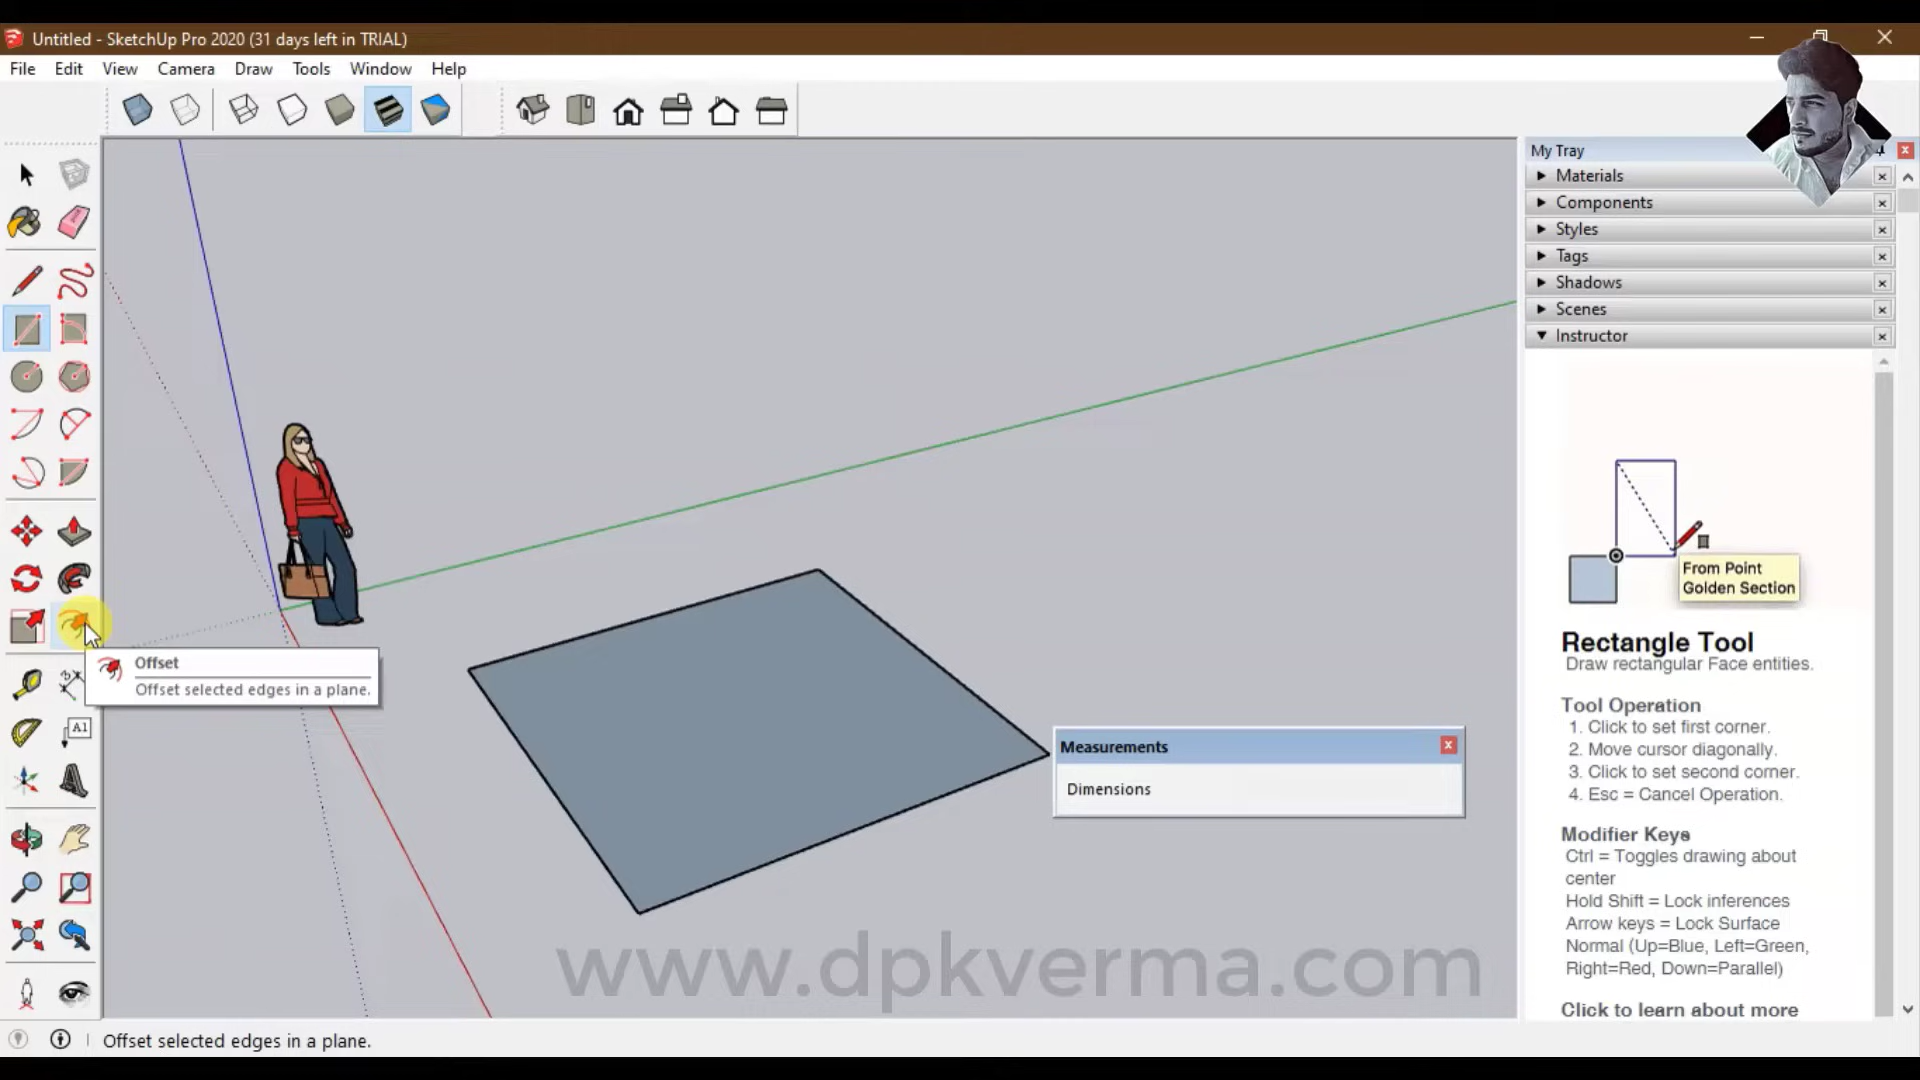 Untitled - SketchUp Pro 2020 (31 days left in TRIAL)
File Edit View Camera Draw Tools Window Help
My Tray
Materials
Components
Styles
Tags
Shadows
Scenes
Instructor
From Point
Golden Section
Rectangle Tool
Draw rectangular Face entities.
Tool Operation
1. Click to set first corner.
2. Move cursor diagonally.
3. Click to set second corner.
4. Esc = Cancel Operation.
Modifier Keys
Ctrl = Toggles drawing about
center
Hold Shift = Lock inferences
Arrow keys = Lock Surface
Normal (Up=Blue, Left=Green,
Right=Red, Down=Parallel)
Click to learn about more
Offset
Offset selected edges in a plane.
A1
Measurements
Dimensions
www.dpkverma.com
Offset selected edges in a plane.